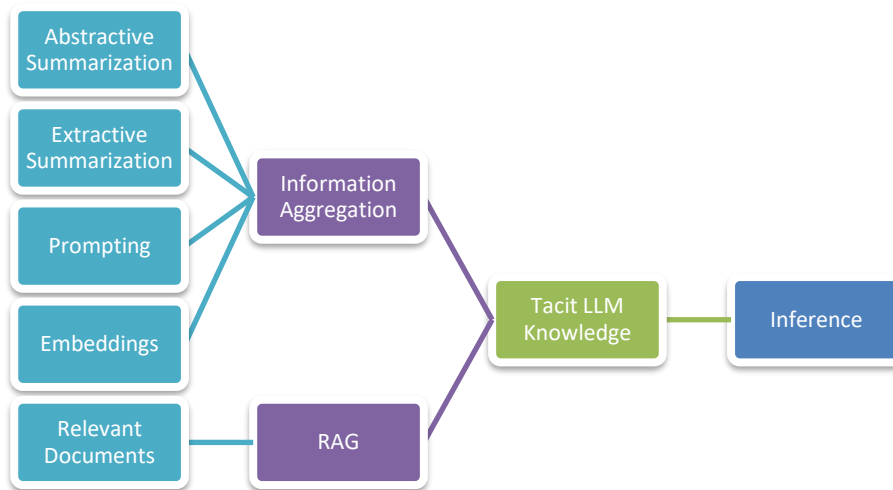 Abstractive
Summarization
Extractive
Summarization
Prompting
Embeddings
Relevant
Documents
Information
Aggregation
RAG
Tacit LLM
Knowledge
Inference